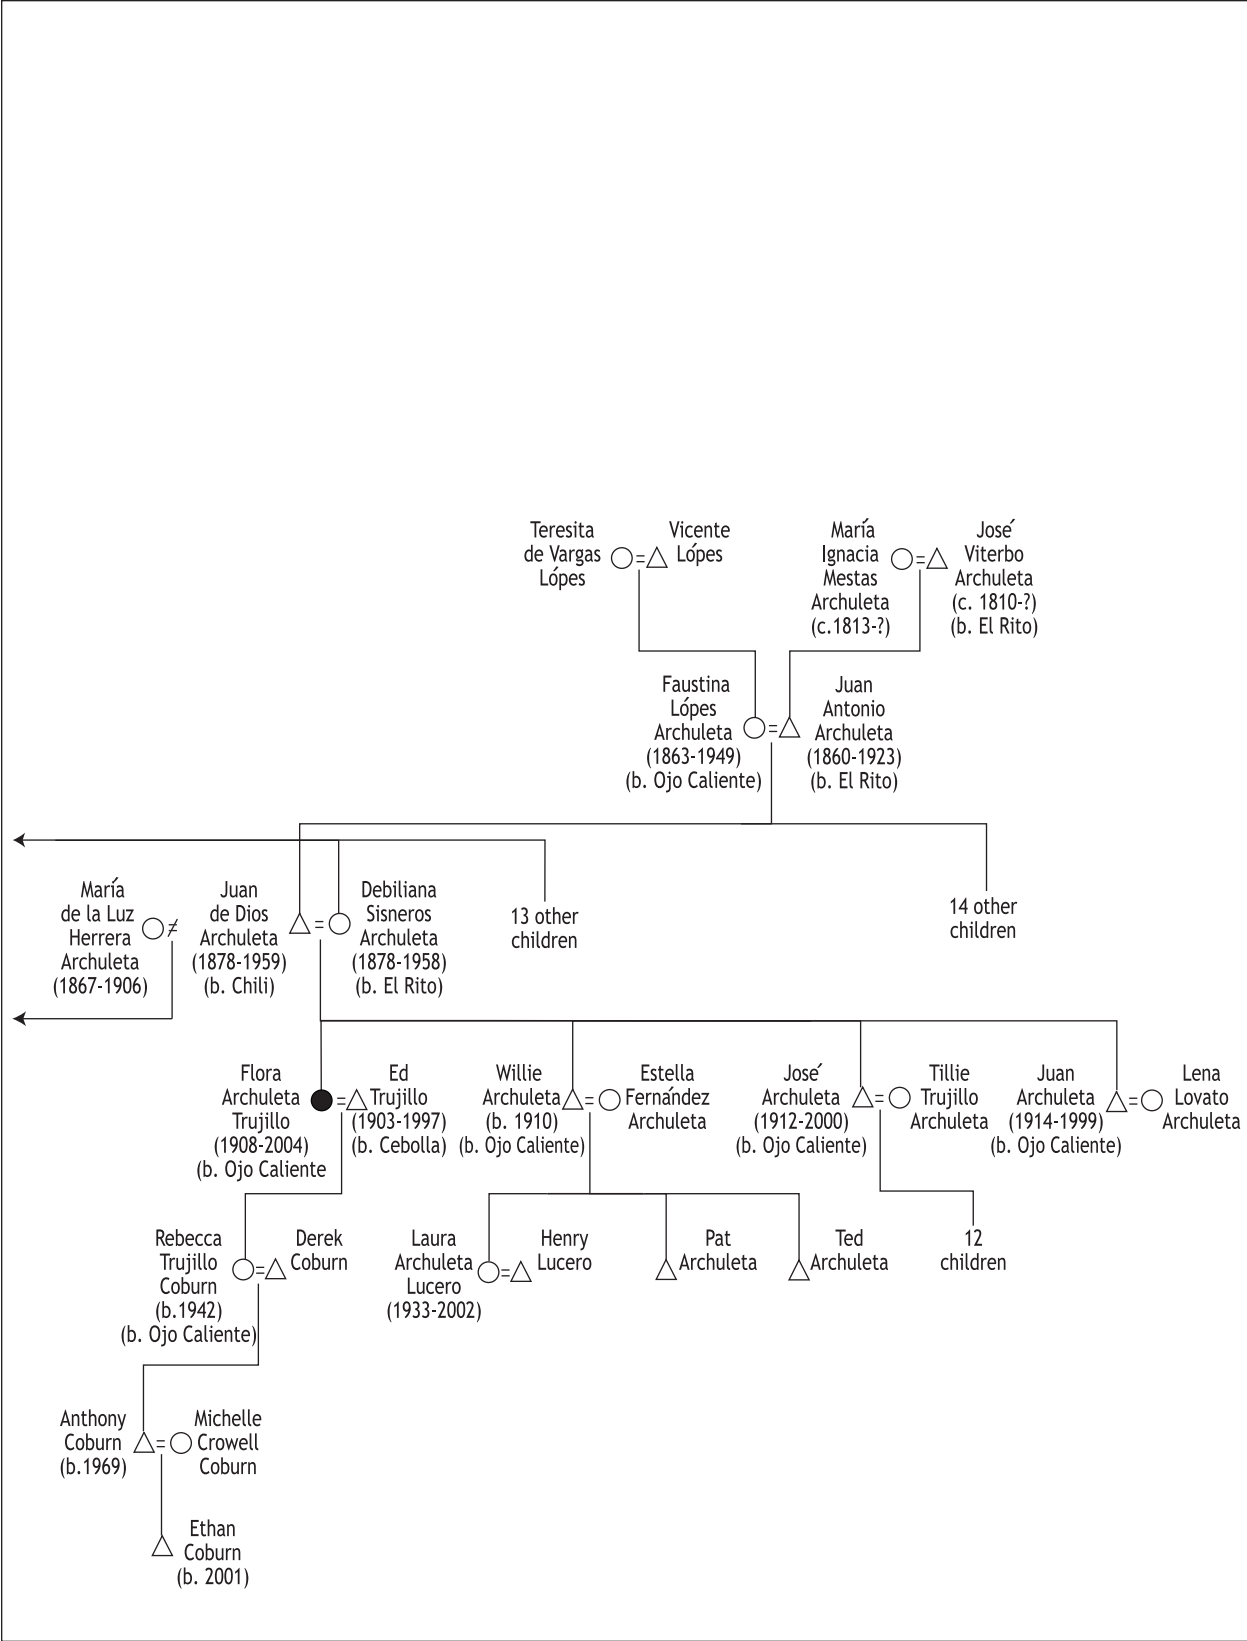 Teresita
de Vargas
Lópes
=
Vicente
Lópes
María
Ignacia
Mestas
Archuleta
(c.1813-?)
=
José
Viterbo
Archuleta
(c. 1810-?)
(b. El Rito)
Faustina
Lópes
Archuleta
(1863-1949)
(b. Ojo Caliente)
=
Juan
Antonio
Archuleta
(1860-1923)
(b. El Rito)
María
de la Luz
Herrera
Archuleta
(1867-1906)
≠
Juan
de Dios
Archuleta
(1878-1959)
(b. Chili)
=
Debiliana
Sisneros
Archuleta
(1878-1958)
(b. El Rito)
13 other
children
14 other
children
Flora
Archuleta
Trujillo
(1908-2004)
(b. Ojo Caliente
=
Ed
Trujillo
(1903-1997)
(b. Cebolla)
Willie
Archuleta
(b. 1910)
(b. Ojo Caliente)
=
Estella
Fernández
Archuleta
José
Archuleta
(1912-2000)
(b. Ojo Caliente)
=
Tillie
Trujillo
Archuleta
Juan
Archuleta
(1914-1999)
(b. Ojo Caliente)
=
Lena
Lovato
Archuleta
Rebecca
Trujillo
Coburn
(b.1942)
(b. Ojo Caliente)
=
Derek
Coburn
Laura
Archuleta
Lucero
(1933-2002)
=
Henry
Lucero
Pat
Archuleta
Ted
Archuleta
12
children
Anthony
Coburn
(b.1969)
=
Michelle
Crowell
Coburn
Ethan
Coburn
(b. 2001)